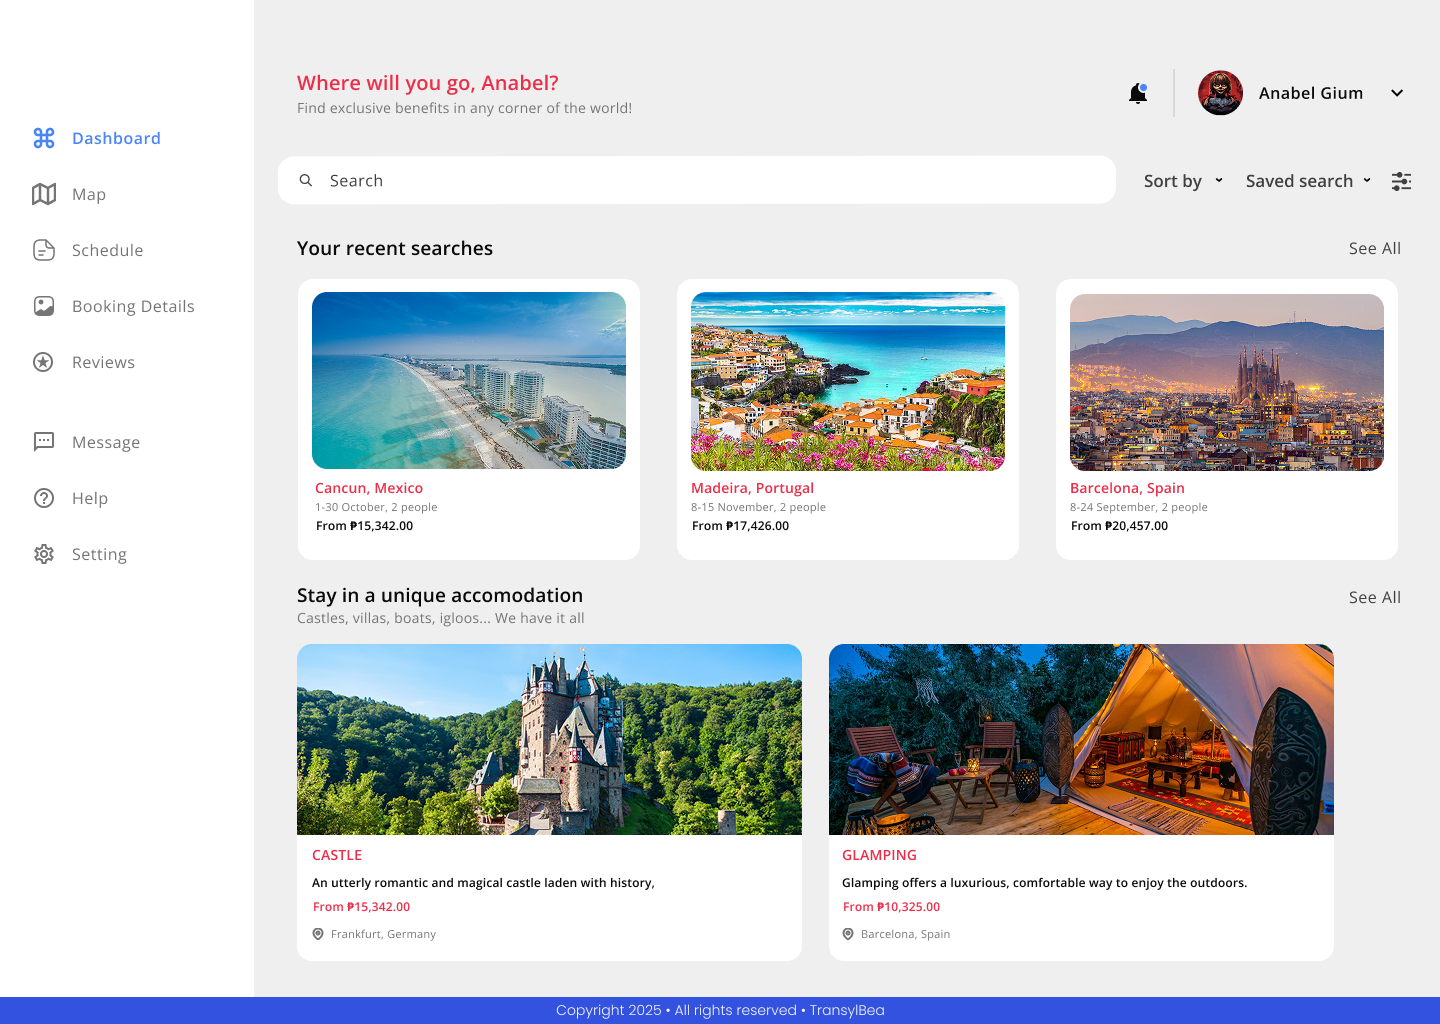 Where will you go, Anabel?
Find exclusive benefits in any corner of the world!
Anabel Gium
Dashboard
Map
Schedule
Booking Details
Reviews
Message
Help
Setting
Search
Sort by
Saved search
Your recent searches
See All
Cancun, Mexico
1-30 October, 2 people
From ₱15,342.00
Madeira, Portugal
8-15 November, 2 people
From ₱17,426.00
Barcelona, Spain
8-24 September, 2 people
From ₱20,457.00
Stay in a unique accomodation
Castles, villas, boats, igloos... We have it all
See All
CASTLE
An utterly romantic and magical castle laden with history,
From ₱15,342.00
Frankfurt, Germany
GLAMPING
Glamping offers a luxurious, comfortable way to enjoy the outdoors.
From ₱10,325.00
Barcelona, Spain
Copyright 2025 • All rights reserved • TransylBea